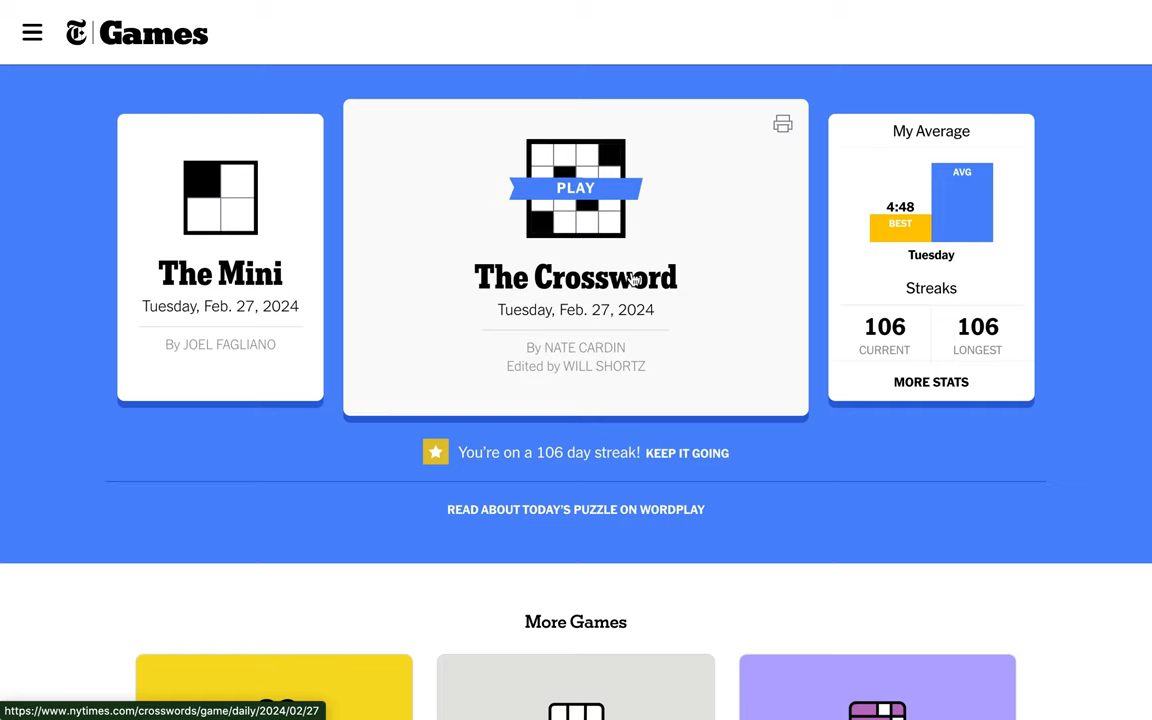 T Games
The Mini
Tuesday, Feb. 27, 2024
By JOEL FAGLIANO
PLAY
The Crossword
Tuesday, Feb. 27, 2024
By NATE CARDIN
Edited by WILL SHORTZ
My Average
AVG
4:48
BEST
Tuesday
Streaks
106 106
CURRENT LONGEST
MORE STATS
You're on a 106 day streak! KEEP IT GOING
READ ABOUT TODAY'S PUZZLE ON WORDPLAY
More Games
https://www.nytimes.com/crosswords/game/daily/2024/02/27